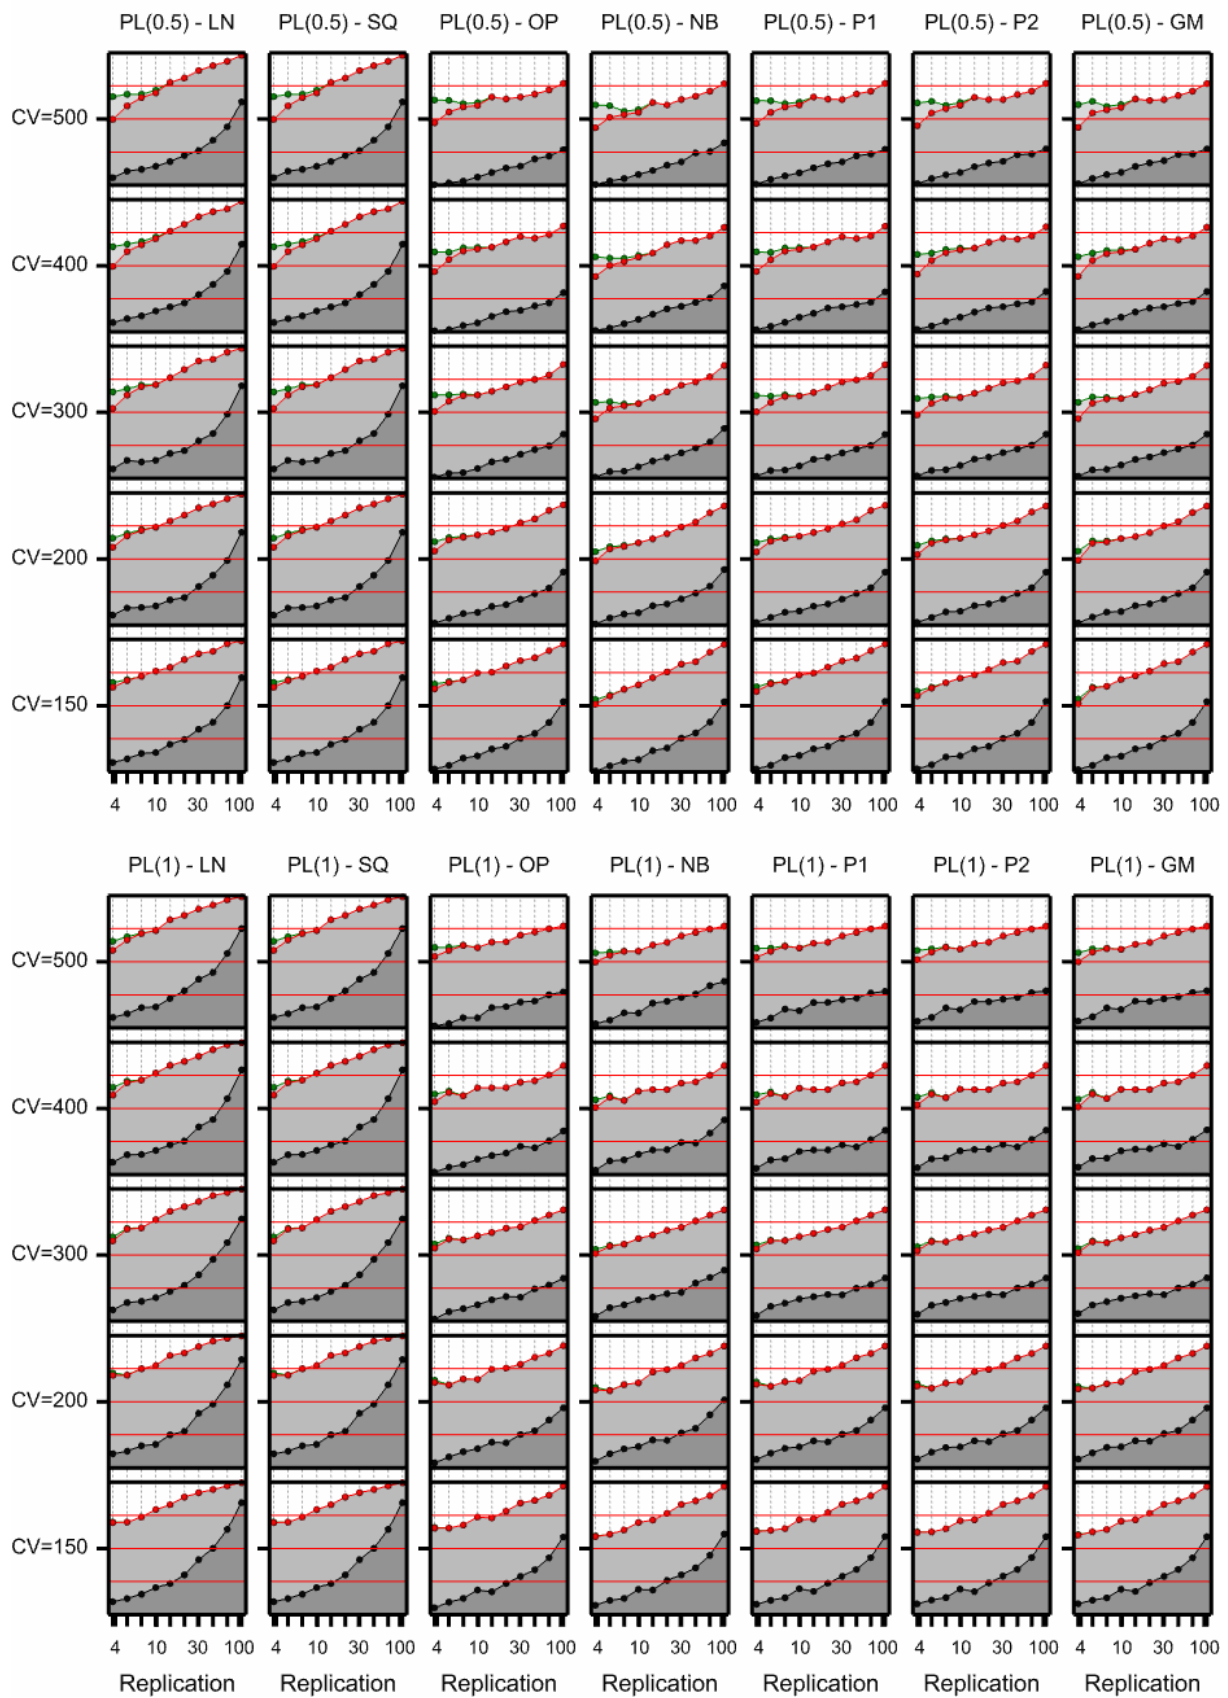 PL(0.5) - LN PL(0.5) - SQ PL(0.5) - OP PL(0.5) - NB PL(0.5) - P1 PL(0.5) - P2 PL(0.5) - GM
CV=500
CV=400
CV=300
CV=200
CV=150
4 10 30 100 4 10 30 100 4 10 30 100 4 10 30 100 4 10 30 100 4 10 30 100 4 10 30 100
PL(1) - LN PL(1) - SQ PL(1) - OP PL(1) - NB PL(1) - P1 PL(1) - P2 PL(1) - GM
CV=500
CV=400
CV=300
CV=200
CV=150
4 10 30 100 4 10 30 100 4 10 30 100 4 10 30 100 4 10 30 100 4 10 30 100 4 10 30 100
Replication Replication Replication Replication Replication Replication Replication